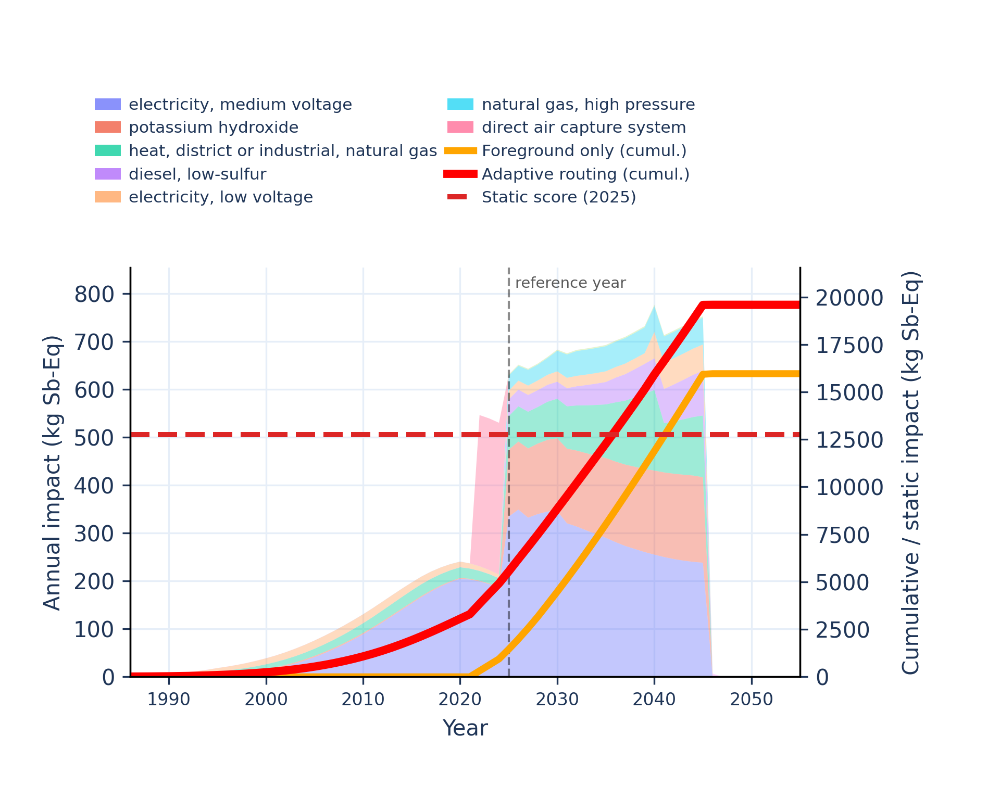 electricity, medium voltage
potassium hydroxide
heat, district or industrial, natural gas
diesel, low-sulfur
electricity, low voltage
natural gas, high pressure
direct air capture system
Foreground only (cumul.)
Adaptive routing (cumul.)
Static score (2025)
reference year
Annual impact (kg Sb-Eq)
800
700
600
500
400
300
200
100
0
20000
17500
15000
12500
10000
7500
5000
2500
0
Cumulative / static impact (kg Sb-Eq)
1990 2000 2010 2020 2030 2040 2050
Year